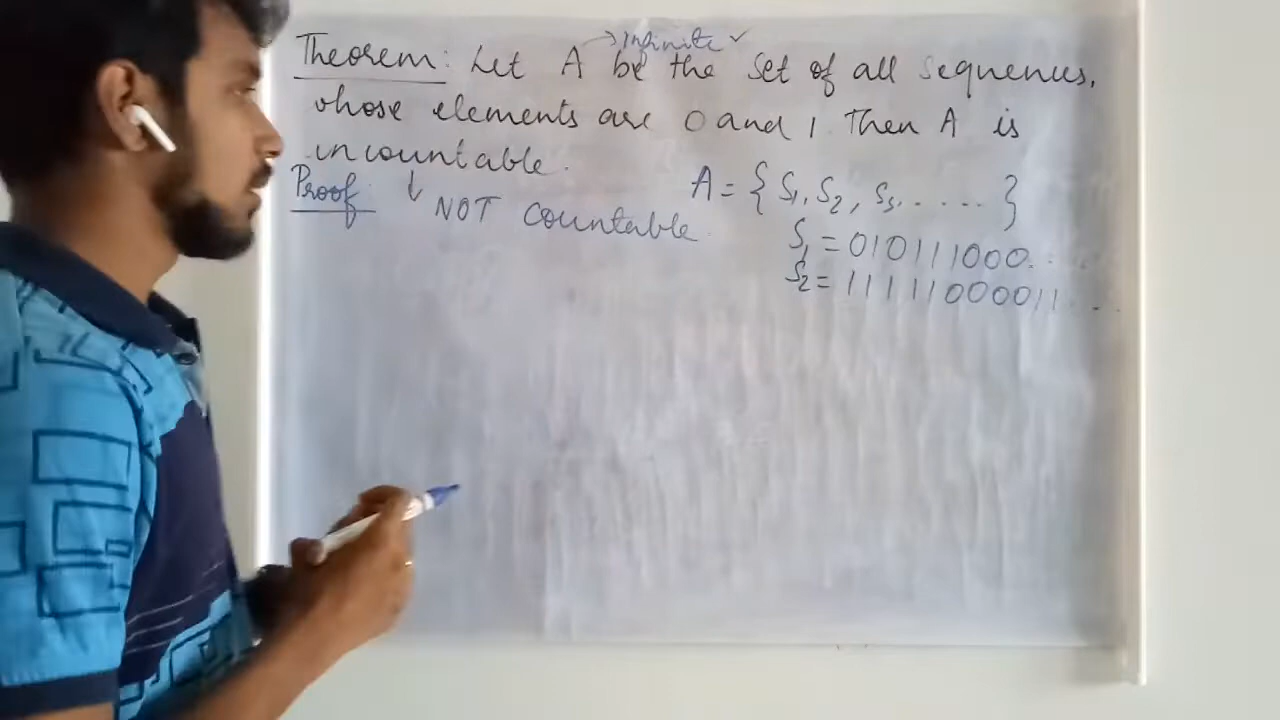 → Infinite ✓
Theorem: Let A be the set of all sequences,
whose elements are 0 and 1. Then A is
uncountable.
Proof: ↓ NOT Countable.
A = { S1, S2, S3, ..... }
S1 = 010111000....
S2 = 11111000011....